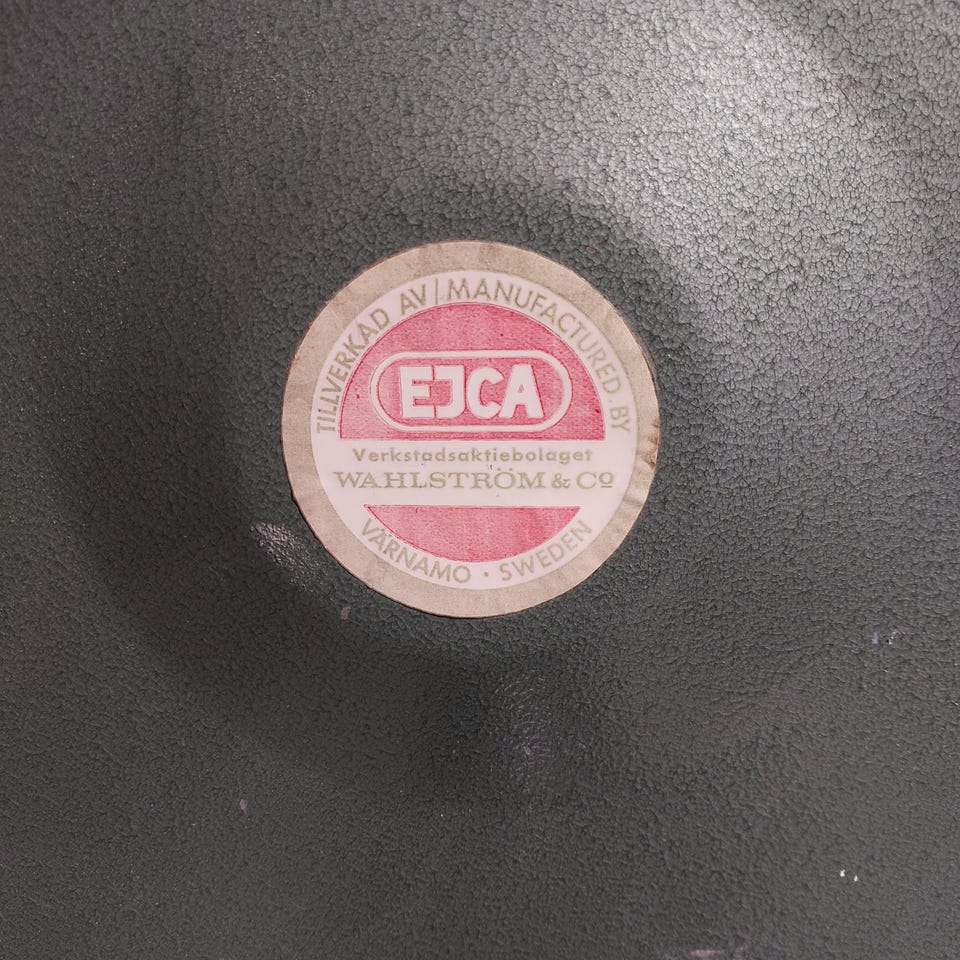 TILLVERKAD AV/MANUFACTURED BY
EJCA
Verkstadsaktiebolaget
WAHLSTRÖM & Cº
VÄRNAMO · SWEDEN